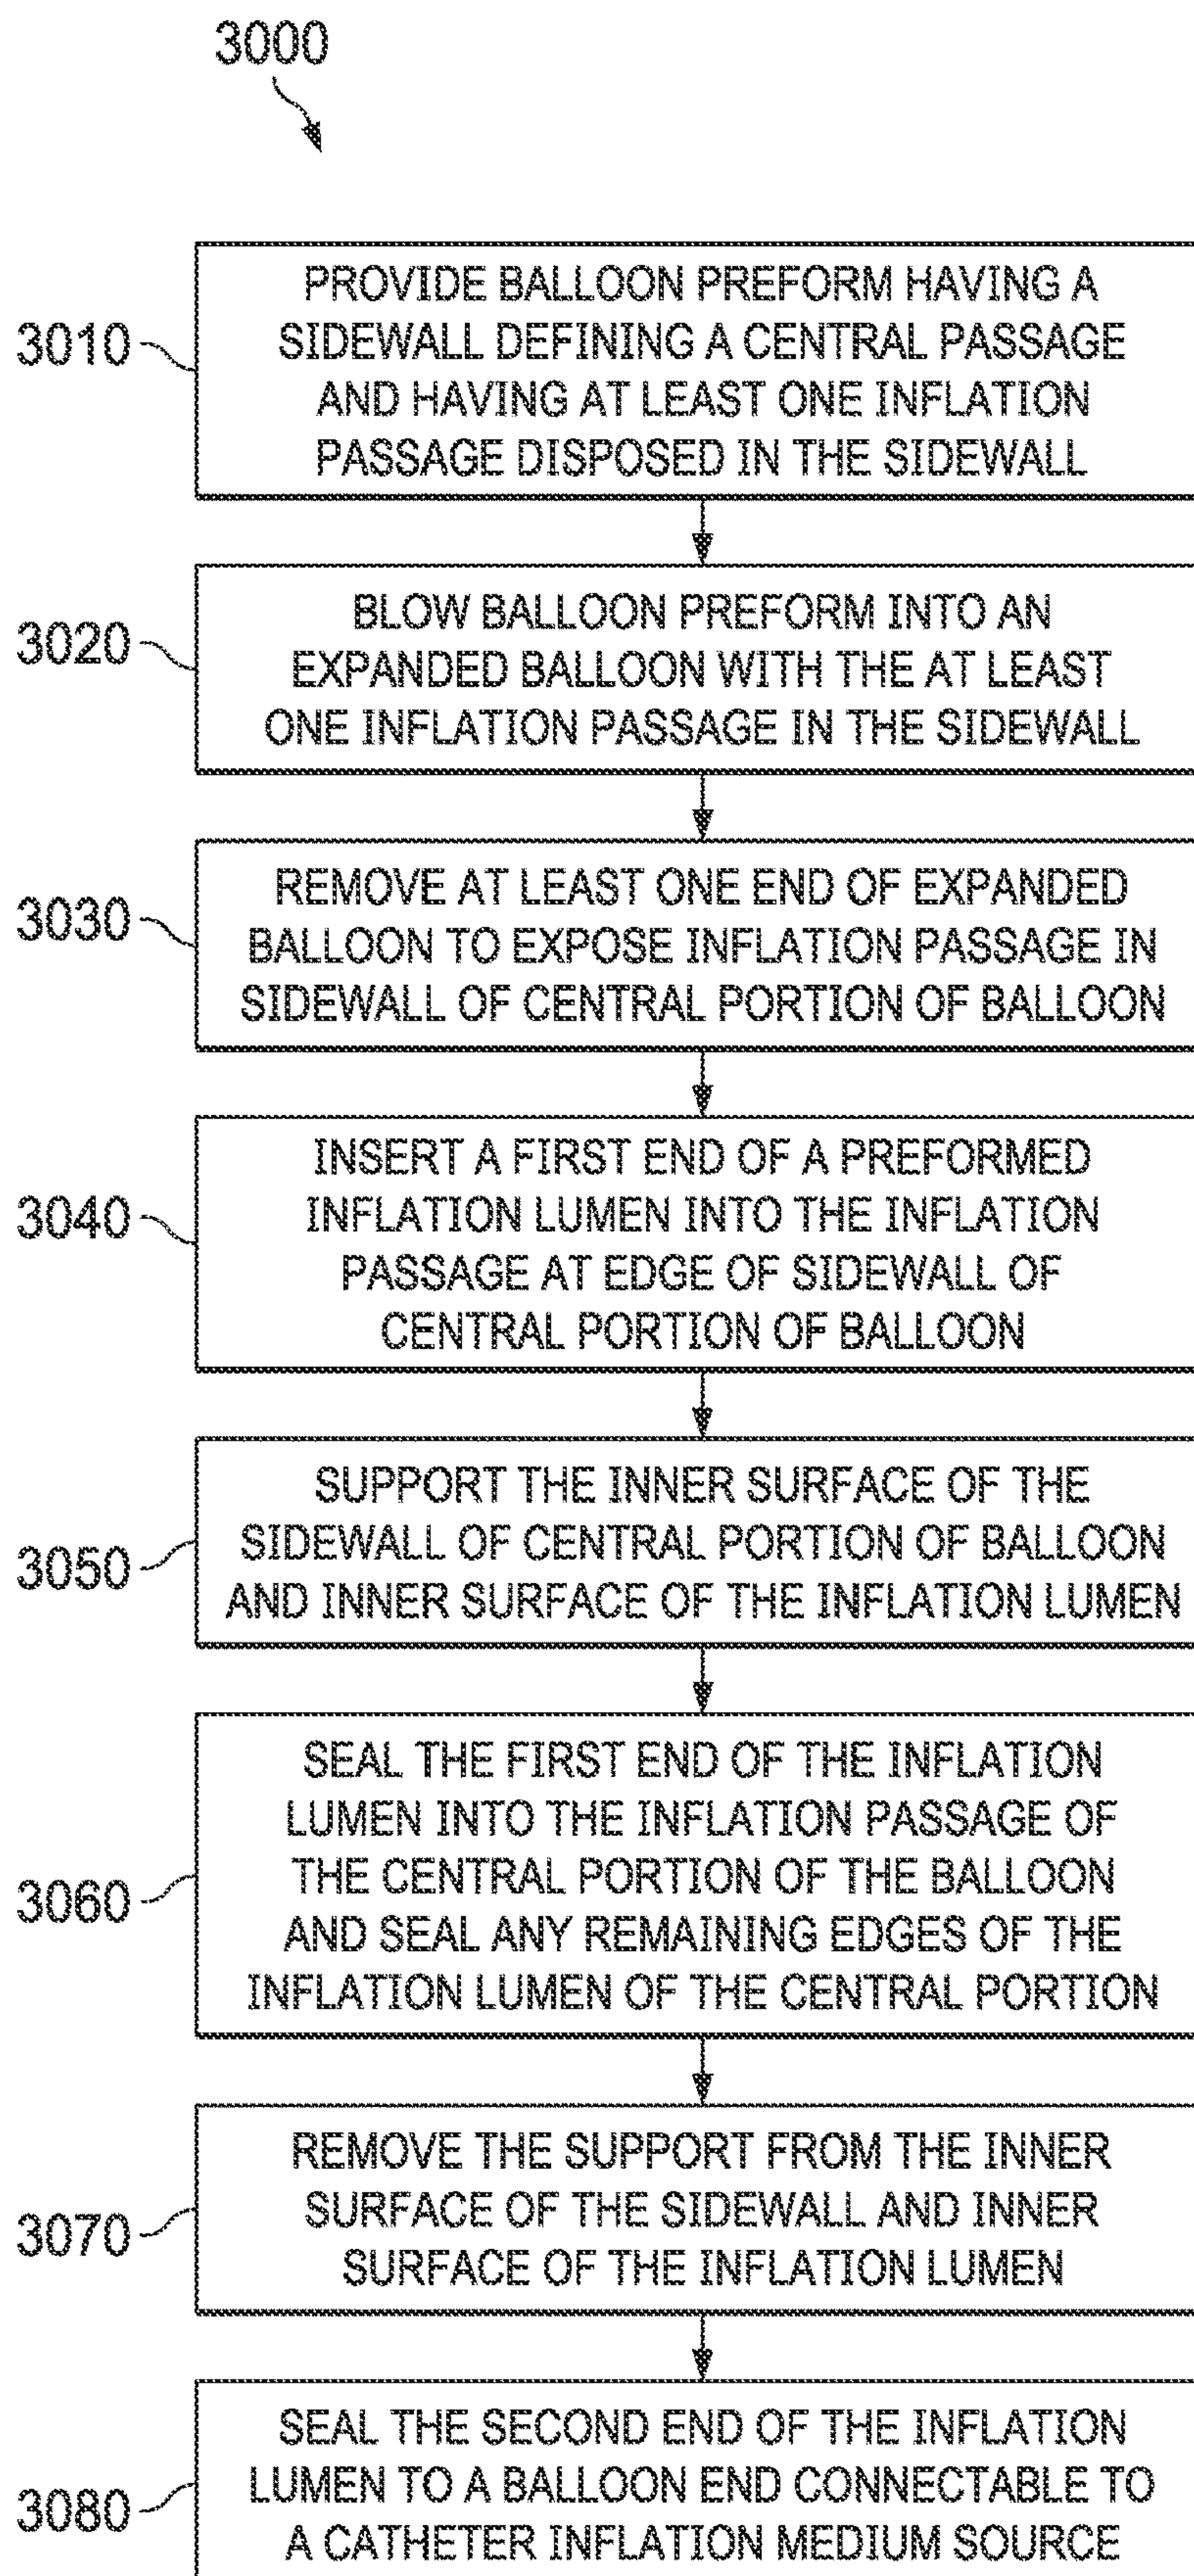 3000
3010
PROVIDE BALLOON PREFORM HAVING A
SIDEWALL DEFINING A CENTRAL PASSAGE
AND HAVING AT LEAST ONE INFLATION
PASSAGE DISPOSED IN THE SIDEWALL
3020
BLOW BALLOON PREFORM INTO AN
EXPANDED BALLOON WITH THE AT LEAST
ONE INFLATION PASSAGE IN THE SIDEWALL
3030
REMOVE AT LEAST ONE END OF EXPANDED
BALLOON TO EXPOSE INFLATION PASSAGE IN
SIDEWALL OF CENTRAL PORTION OF BALLOON
3040
INSERT A FIRST END OF A PREFORMED
INFLATION LUMEN INTO THE INFLATION
PASSAGE AT EDGE OF SIDEWALL OF
CENTRAL PORTION OF BALLOON
3050
SUPPORT THE INNER SURFACE OF THE
SIDEWALL OF CENTRAL PORTION OF BALLOON
AND INNER SURFACE OF THE INFLATION LUMEN
3060
SEAL THE FIRST END OF THE INFLATION
LUMEN INTO THE INFLATION PASSAGE OF
THE CENTRAL PORTION OF THE BALLOON
AND SEAL ANY REMAINING EDGES OF THE
INFLATION LUMEN OF THE CENTRAL PORTION
3070
REMOVE THE SUPPORT FROM THE INNER
SURFACE OF THE SIDEWALL AND INNER
SURFACE OF THE INFLATION LUMEN
3080
SEAL THE SECOND END OF THE INFLATION
LUMEN TO A BALLOON END CONNECTABLE TO
A CATHETER INFLATION MEDIUM SOURCE